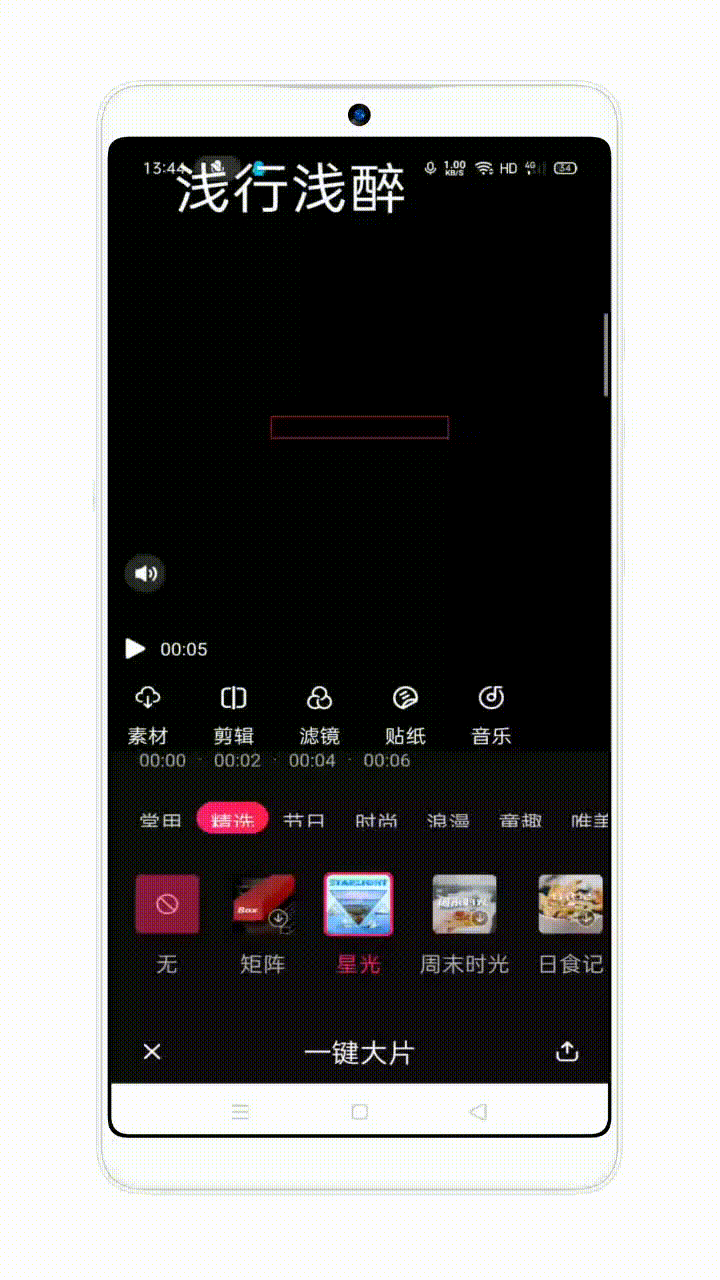 13:44
1.00 KB/S HD 4G 34
浅行浅醉
00:05
素材 剪辑 滤镜 贴纸 音乐
00:00 00:02 00:04 00:06
常用 精选 节日 时尚 浪漫 童趣 唯美
Box STARLIGHT
无 矩阵 星光 周末时光 日食记
一键大片